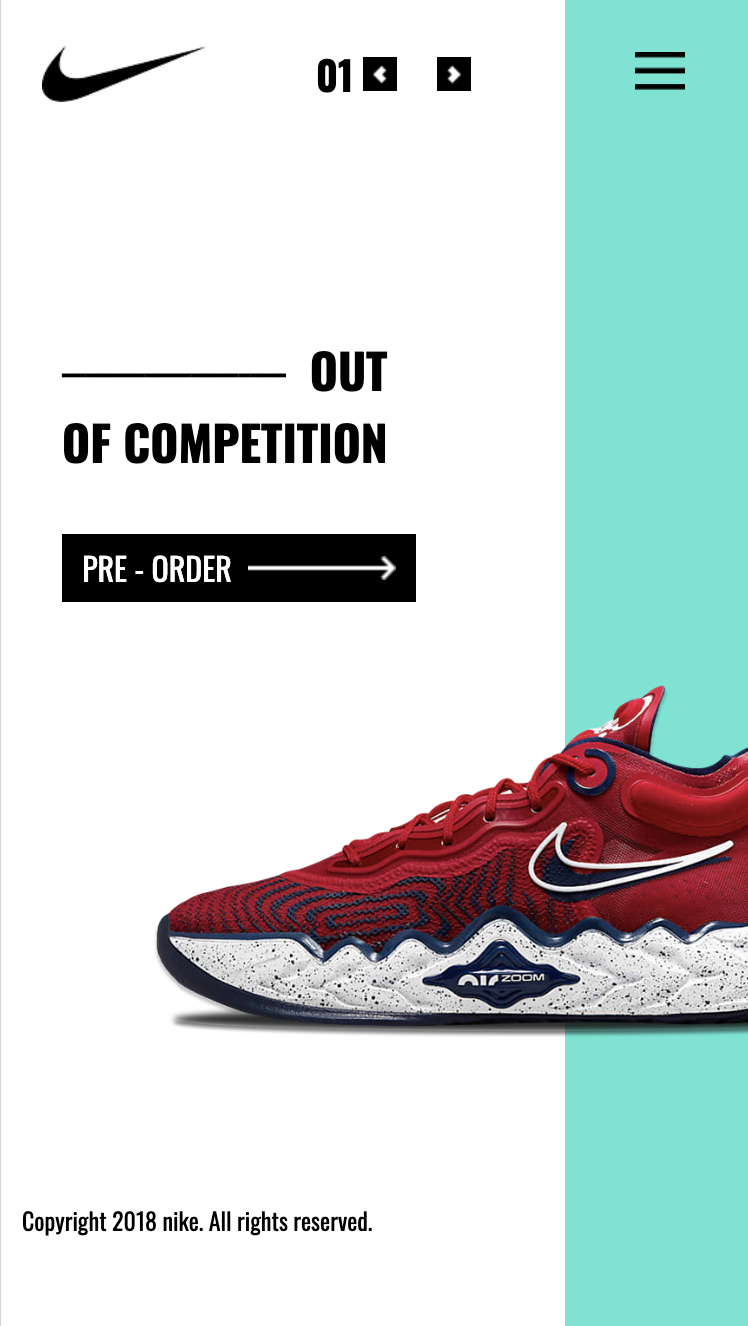 01
OUT
OF COMPETITION
PRE - ORDER
ZOOM
Copyright 2018 nike. All rights reserved.